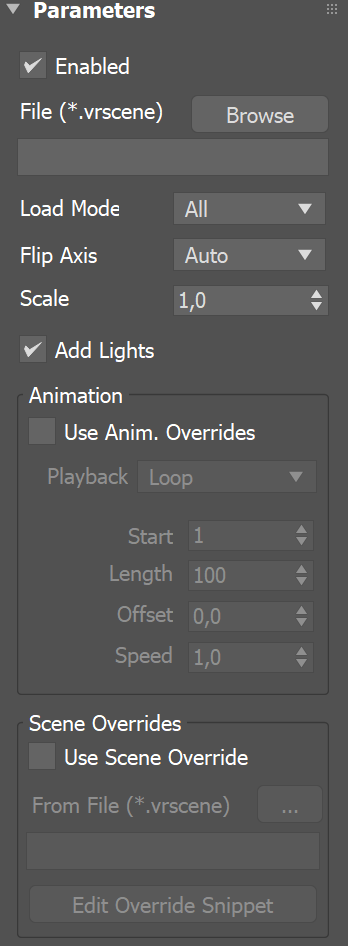 Parameters
Enabled
File (*.vrscene) Browse
Load Mode All
Flip Axis Auto
Scale 1,0
Add Lights
Animation
Use Anim. Overrides
Playback Loop
Start 1
Length 100
Offset 0,0
Speed 1,0
Scene Overrides
Use Scene Override
From File (*.vrscene) ...
Edit Override Snippet